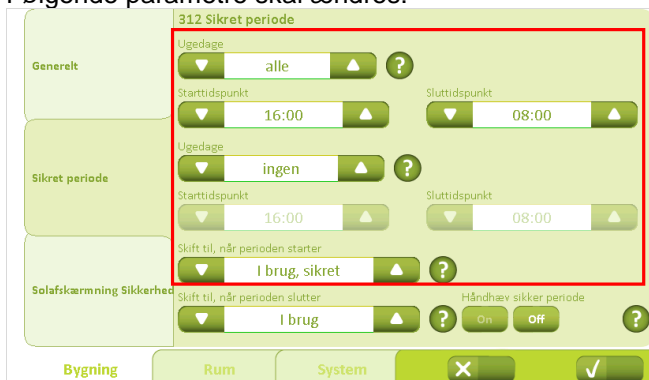 Følgende parametre skal ændres:
312 Sikret periode
Generelt
Ugedage
alle
?
Starttidspunkt
Sluttidspunkt
16:00
08:00
Sikret periode
Ugedage
ingen
?
Starttidspunkt
Sluttidspunkt
16:00
08:00
Solafskærmning Sikkerhed
Skift til, når perioden starter
I brug, sikret
?
Skift til, når perioden slutter
Håndhæv sikker periode
I brug
?
On
Off
?
Bygning
Rum
System